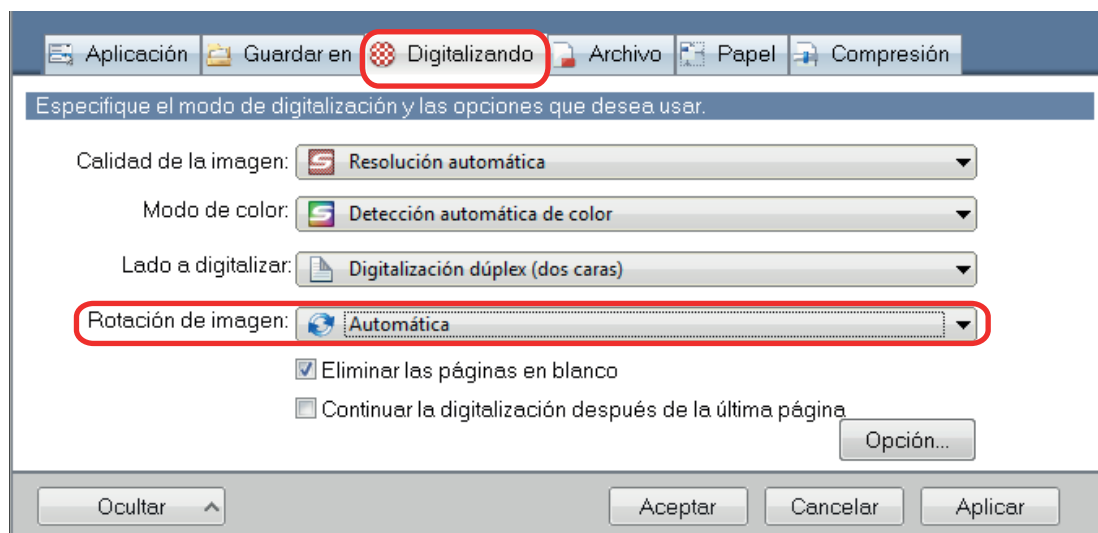 Aplicación Guardar en Digitalizando Archivo Papel Compresión
Especifique el modo de digitalización y las opciones que desea usar.
Calidad de la imagen: Resolución automática
Modo de color: Detección automática de color
Lado a digitalizar: Digitalización dúplex (dos caras)
Rotación de imagen: Automática
Eliminar las páginas en blanco
Continuar la digitalización después de la última página
Opción...
Ocultar Aceptar Cancelar Aplicar